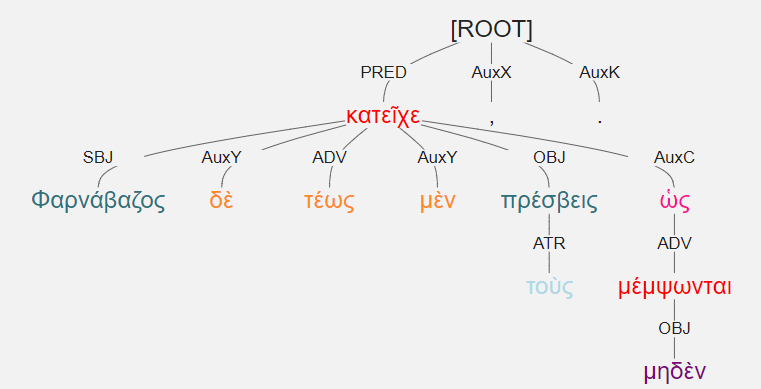 [ROOT]
PRED AuxX AuxK
κατεῖχε , .
SBJ AuxY ADV AuxY OBJ AuxC
Φαρνάβαζος δὲ τέως μὲν πρέσβεις ὡς
ATR ADV
τοὺς μέμψωνται
OBJ
μηδὲν